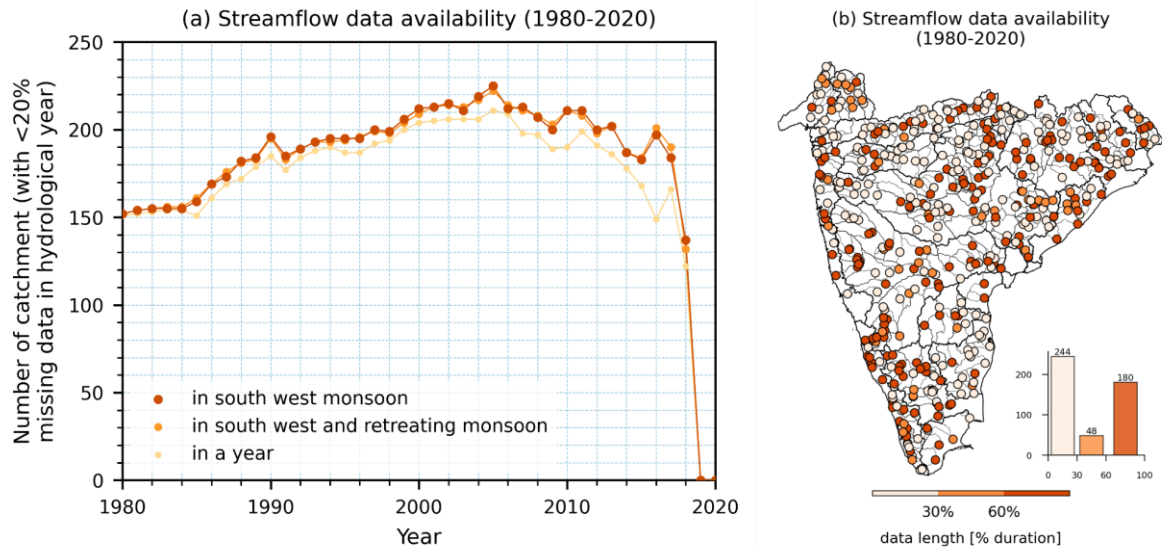 (a) Streamflow data availability (1980-2020)
250
200
150
100
50
0
Number of catchment (with <20%
missing data in hydrological year)
in south west monsoon
in south west and retreating monsoon
in a year
1980
1990
2000
2010
2020
Year
(b) Streamflow data availability
(1980-2020)
244
48
180
200
100
0
0
30
60
100
30%
60%
data length [% duration]